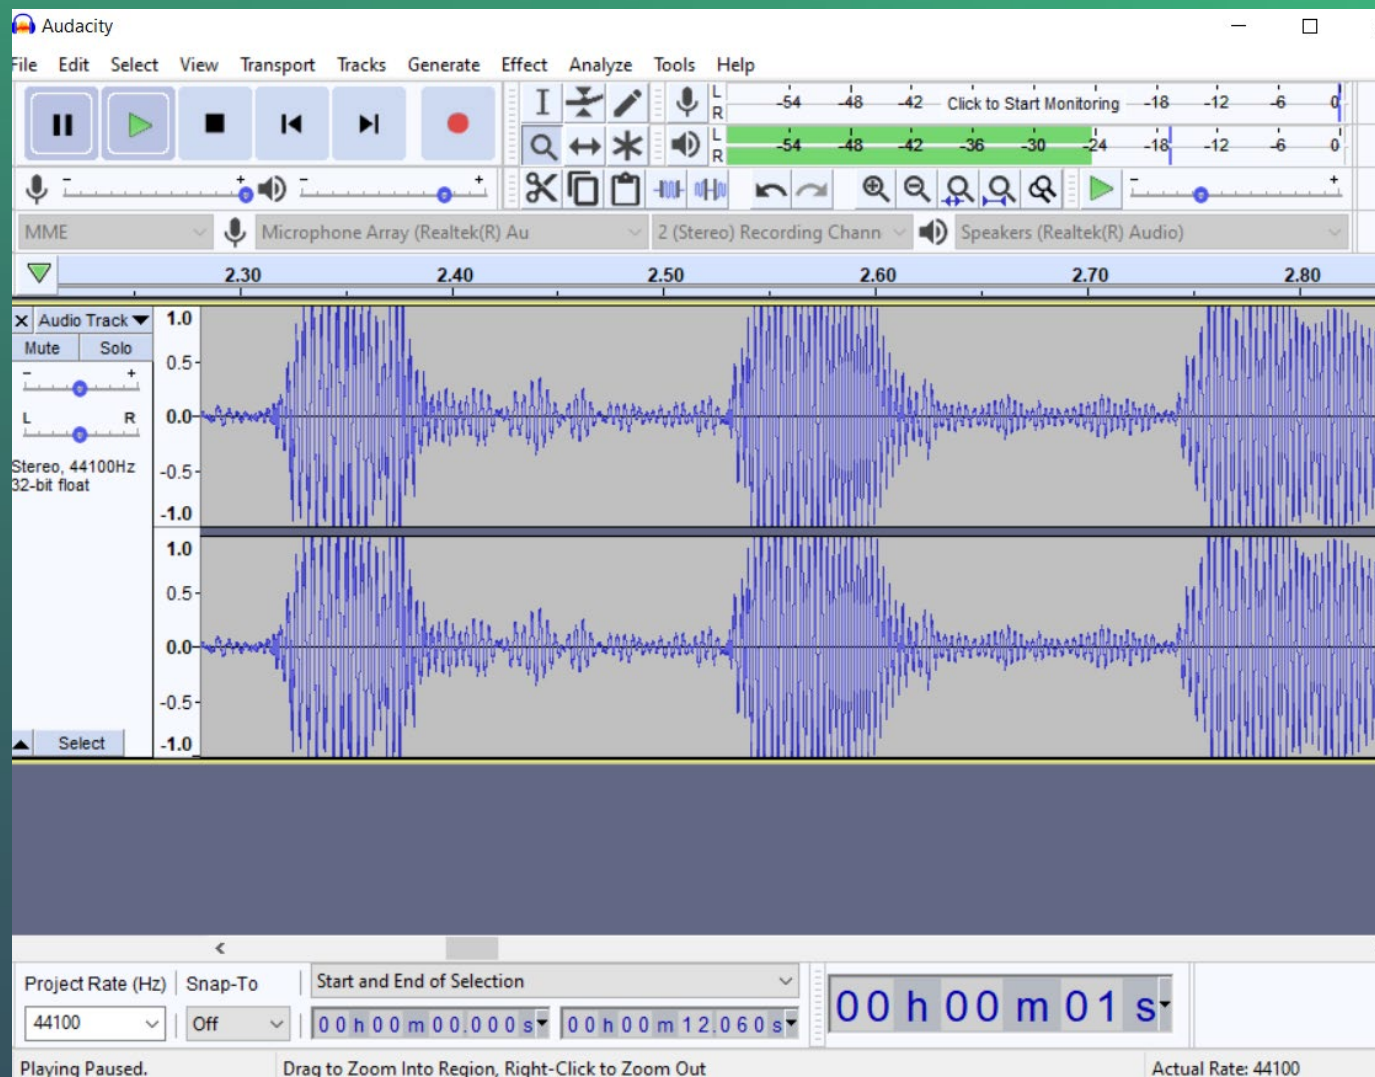 Audacity
File Edit Select View Transport Tracks Generate Effect Analyze Tools Help
L
R
-54 -48 -42 Click to Start Monitoring -18 -12 -6 0
L
R
-54 -48 -42 -36 -30 -24 -18 -12 -6 0
- + - + - +
MME Microphone Array (Realtek(R) Au 2 (Stereo) Recording Chann Speakers (Realtek(R) Audio)
2.30 2.40 2.50 2.60 2.70 2.80
X Audio Track 1.0
Mute Solo
- + 0.5
L R 0.0
Stereo, 44100Hz -0.5
32-bit float
-1.0
1.0
0.5
0.0
-0.5
Select -1.0
Project Rate (Hz) Snap-To Start and End of Selection
44100 Off 00 h 00 m 00.000 s 00 h 00 m 12.060 s 00 h 00 m 01 s
Playing Paused. Drag to Zoom Into Region, Right-Click to Zoom Out Actual Rate: 44100